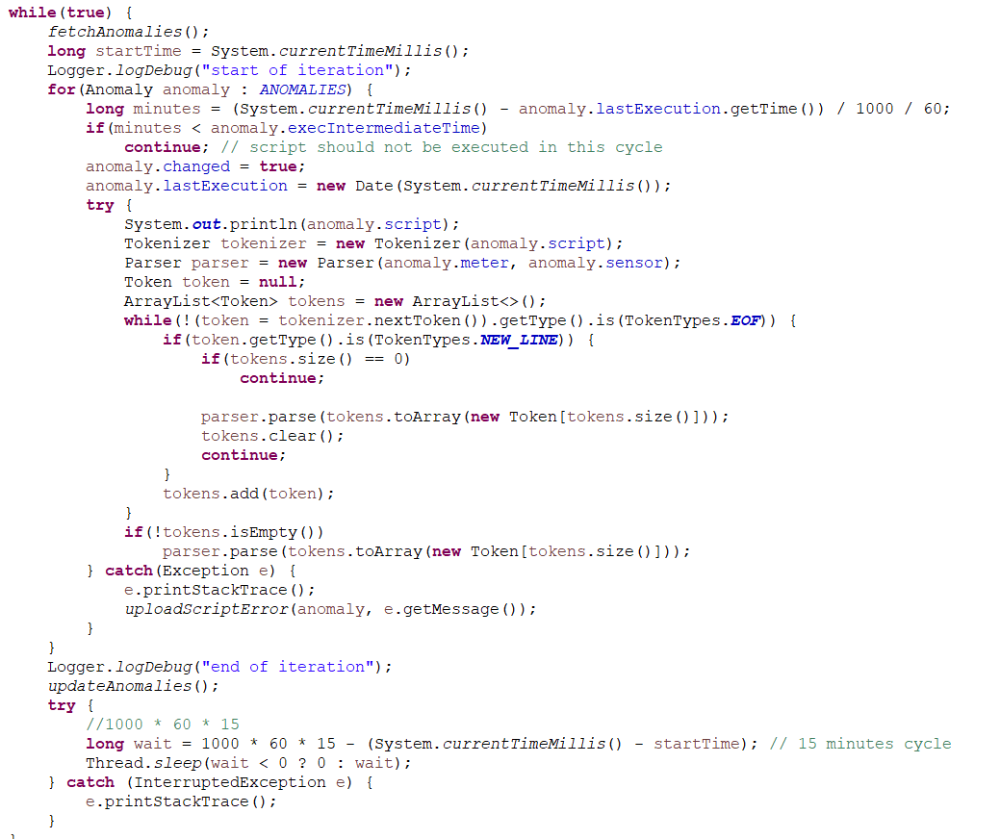 while(true) {
    fetchAnomalies();
    long startTime = System.currentTimeMillis();
    Logger.logDebug("start of iteration");
    for(Anomaly anomaly : ANOMALIES) {
        long minutes = (System.currentTimeMillis() - anomaly.lastExecution.getTime()) / 1000 / 60;
        if(minutes < anomaly.execIntermediateTime)
            continue; // script should not be executed in this cycle
        anomaly.changed = true;
        anomaly.lastExecution = new Date(System.currentTimeMillis());
        try {
            System.out.println(anomaly.script);
            Tokenizer tokenizer = new Tokenizer(anomaly.script);
            Parser parser = new Parser(anomaly.meter, anomaly.sensor);
            Token token = null;
            ArrayList<Token> tokens = new ArrayList<>();
            while(!(token = tokenizer.nextToken()).getType().is(TokenTypes.EOF)) {
                if(token.getType().is(TokenTypes.NEW_LINE)) {
                    if(tokens.size() == 0)
                        continue;

                    parser.parse(tokens.toArray(new Token[tokens.size()]));
                    tokens.clear();
                    continue;
                }
                tokens.add(token);
            }
            if(!tokens.isEmpty())
                parser.parse(tokens.toArray(new Token[tokens.size()]));
        } catch(Exception e) {
            e.printStackTrace();
            uploadScriptError(anomaly, e.getMessage());
        }
    }
    Logger.logDebug("end of iteration");
    updateAnomalies();
    try {
        //1000 * 60 * 15
        long wait = 1000 * 60 * 15 - (System.currentTimeMillis() - startTime); // 15 minutes cycle
        Thread.sleep(wait < 0 ? 0 : wait);
    } catch (InterruptedException e) {
        e.printStackTrace();
    }
}